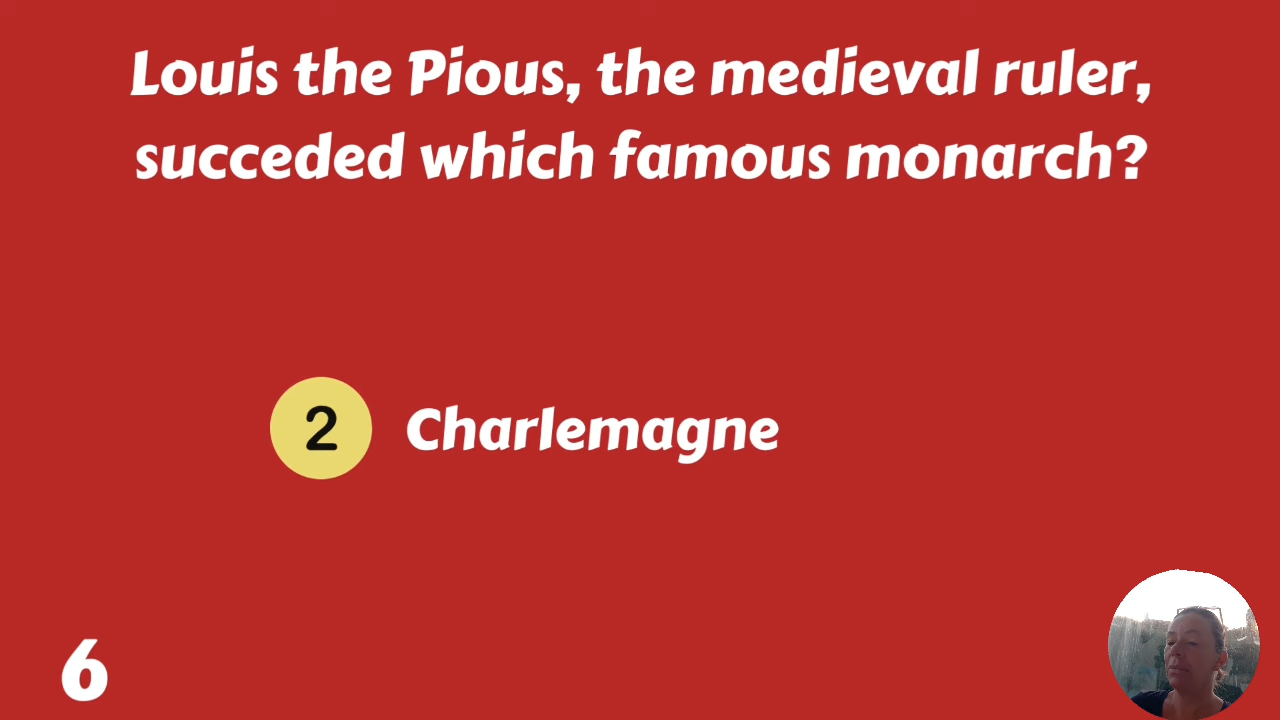 Louis the Pious, the medieval ruler,
succeded which famous monarch?
2 Charlemagne
6